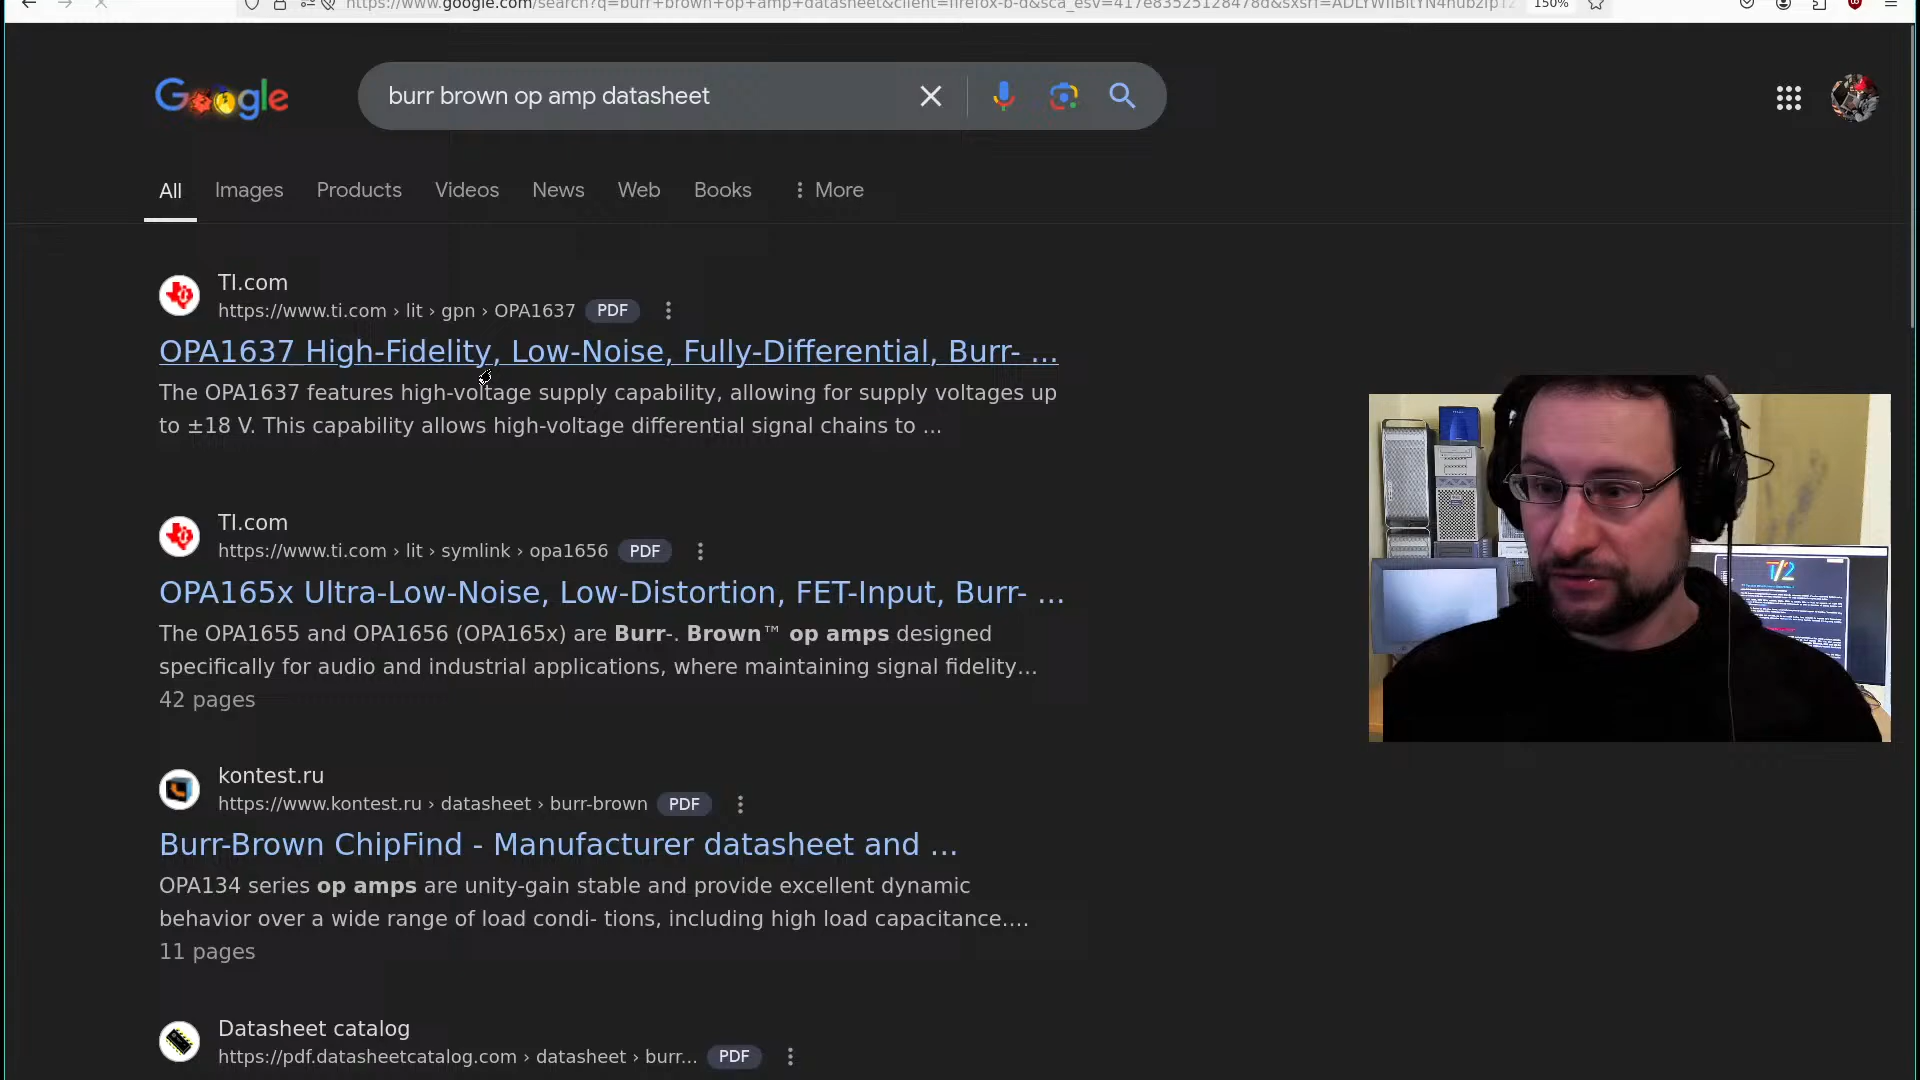 150%
Google
burr brown op amp datasheet
All
Images
Products
Videos
News
Web
Books
More
TI.com
https://www.ti.com › lit › gpn › OPA1637
PDF
OPA1637 High-Fidelity, Low-Noise, Fully-Differential, Burr- ...
The OPA1637 features high-voltage supply capability, allowing for supply voltages up
to ±18 V. This capability allows high-voltage differential signal chains to ...
TI.com
https://www.ti.com › lit › symlink › opa1656
PDF
OPA165x Ultra-Low-Noise, Low-Distortion, FET-Input, Burr- ...
The OPA1655 and OPA1656 (OPA165x) are Burr-. Brown™ op amps designed
specifically for audio and industrial applications, where maintaining signal fidelity...
42 pages
kontest.ru
https://www.kontest.ru › datasheet › burr-brown
PDF
Burr-Brown ChipFind - Manufacturer datasheet and ...
OPA134 series op amps are unity-gain stable and provide excellent dynamic
behavior over a wide range of load condi- tions, including high load capacitance....
11 pages
Datasheet catalog
https://pdf.datasheetcatalog.com › datasheet › burr...
PDF
T/2